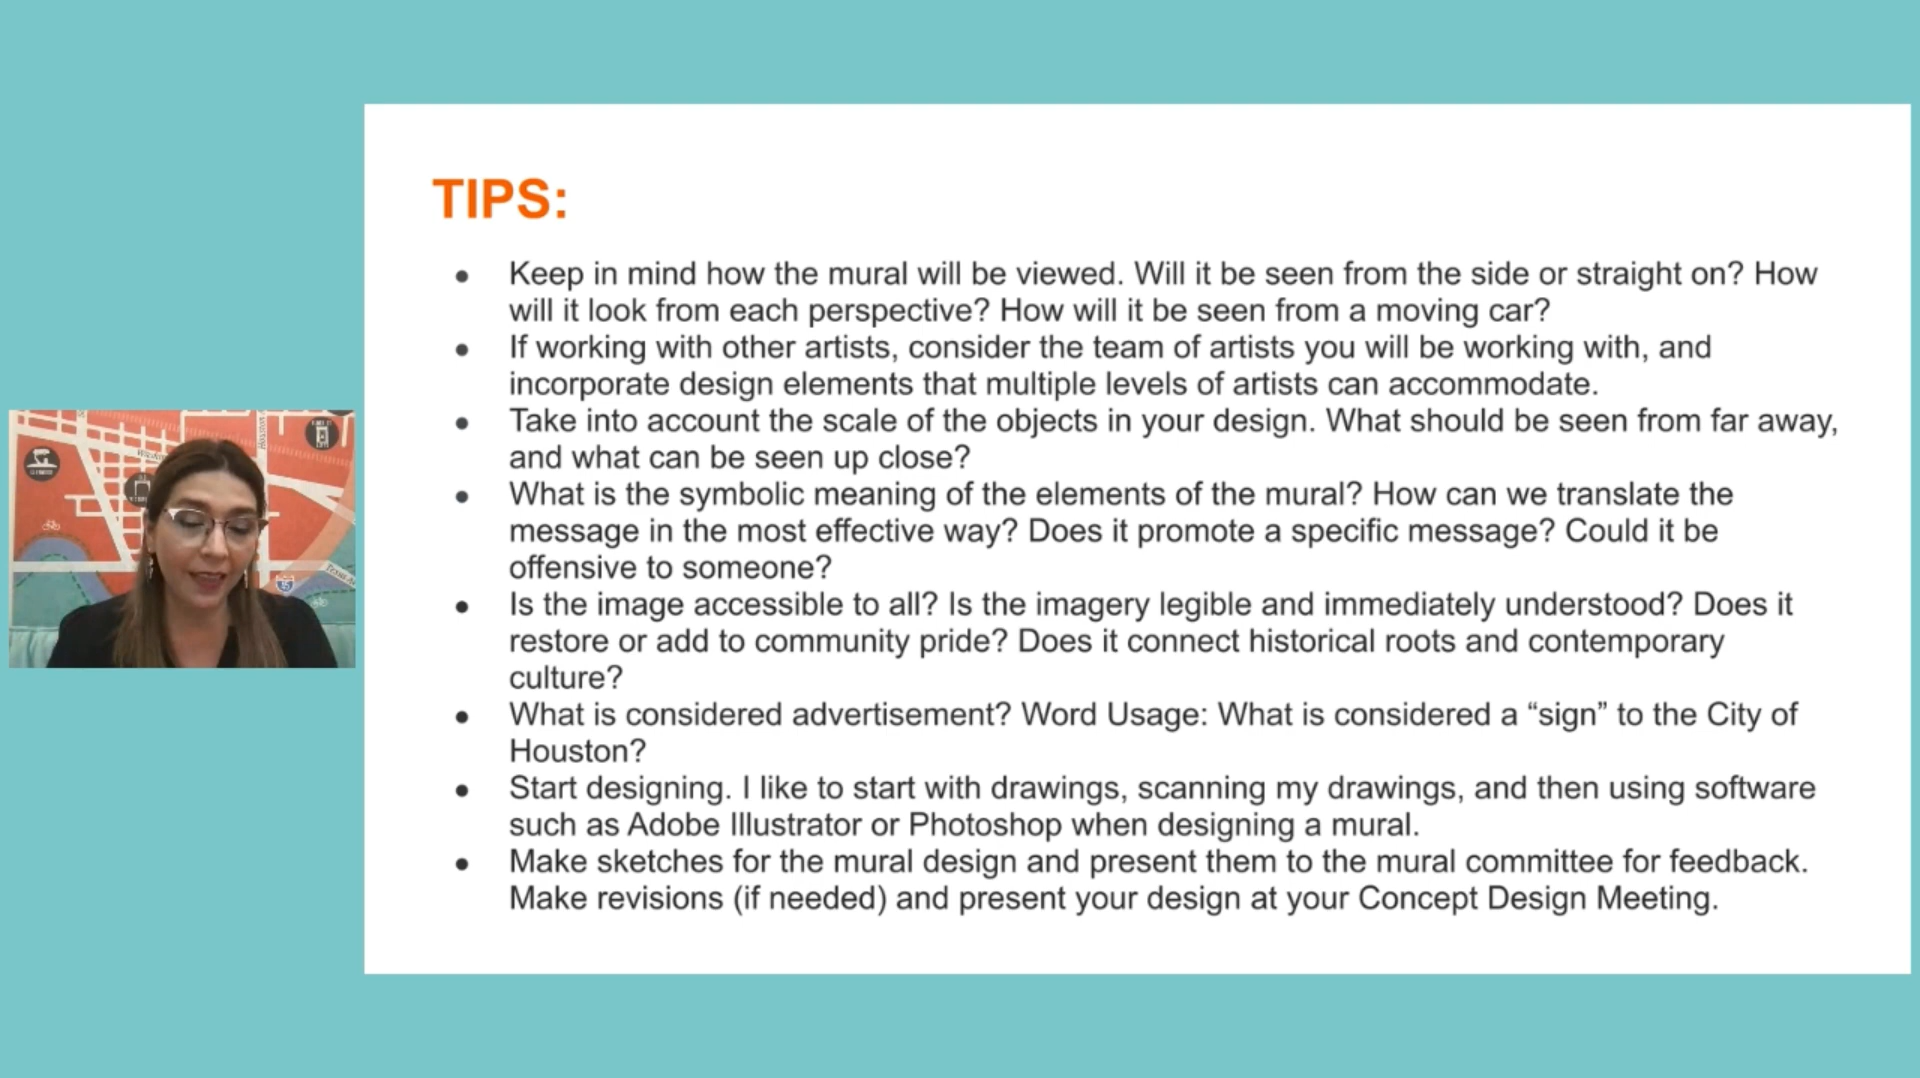 TIPS:
● Keep in mind how the mural will be viewed. Will it be seen from the side or straight on? How
will it look from each perspective? How will it be seen from a moving car?
● If working with other artists, consider the team of artists you will be working with, and
incorporate design elements that multiple levels of artists can accommodate.
● Take into account the scale of the objects in your design. What should be seen from far away,
and what can be seen up close?
● What is the symbolic meaning of the elements of the mural? How can we translate the
message in the most effective way? Does it promote a specific message? Could it be
offensive to someone?
● Is the image accessible to all? Is the imagery legible and immediately understood? Does it
restore or add to community pride? Does it connect historical roots and contemporary
culture?
● What is considered advertisement? Word Usage: What is considered a “sign” to the City of
Houston?
● Start designing. I like to start with drawings, scanning my drawings, and then using software
such as Adobe Illustrator or Photoshop when designing a mural.
● Make sketches for the mural design and present them to the mural committee for feedback.
Make revisions (if needed) and present your design at your Concept Design Meeting.